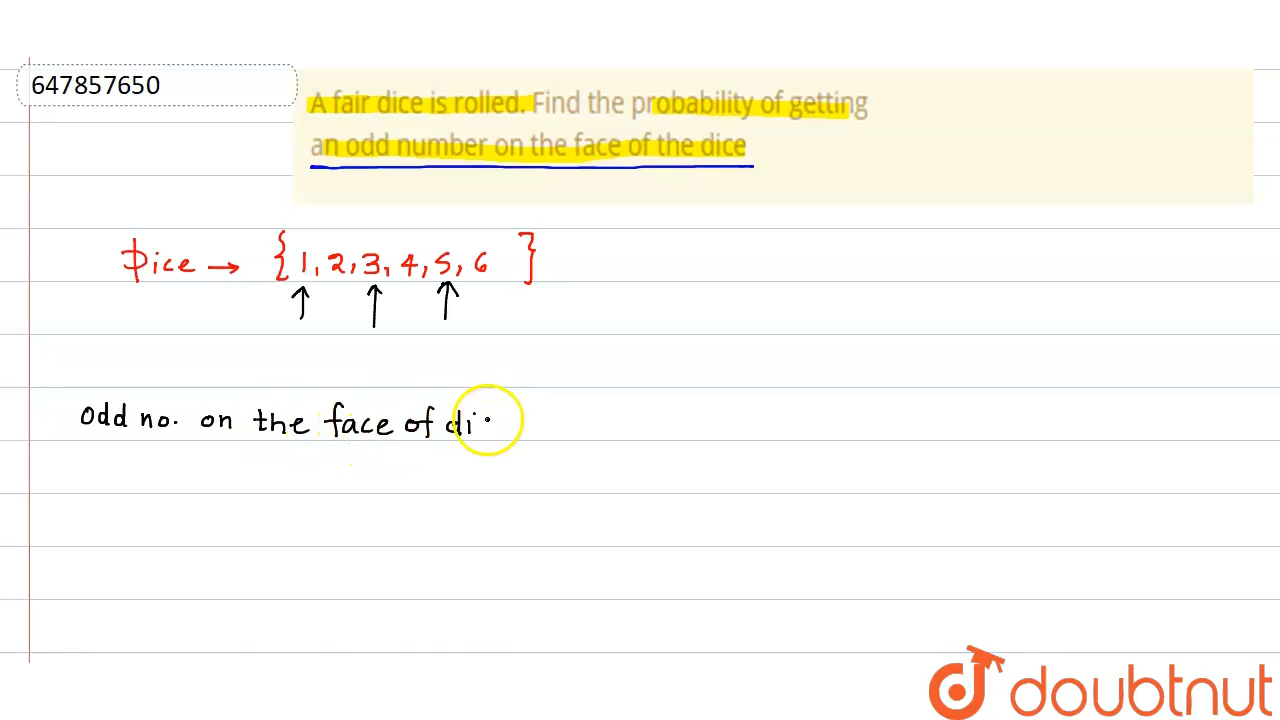 647857650
A fair dice is rolled. Find the probability of getting
an odd number on the face of the dice
Dice → {1, 2, 3, 4, 5, 6 }
odd no. on the face of di
doubtnut